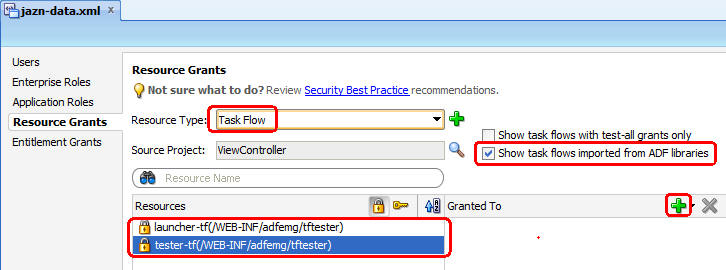 jazn-data.xml
Users
Enterprise Roles
Application Roles
Resource Grants
Entitlement Grants
Resource Grants
Not sure what to do? Review Security Best Practice recommendations.
Resource Type: Task Flow
Show task flows with test-all grants only
Source Project: ViewController
Show task flows imported from ADF libraries
Resource Name
Resources
Granted To
launcher-tf(/WEB-INF/adfemg/tftester)
tester-tf(/WEB-INF/adfemg/tftester)